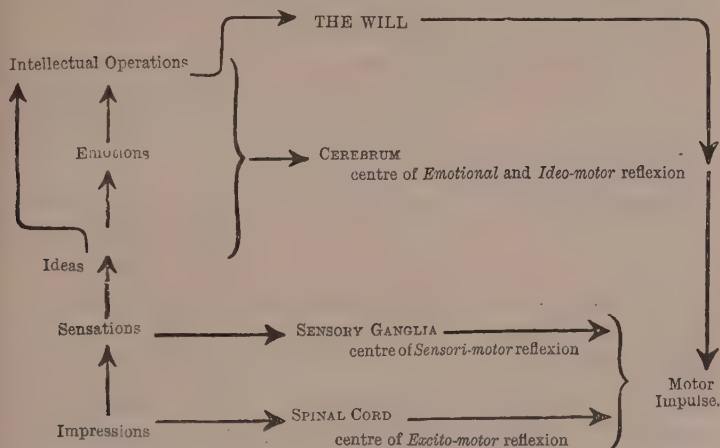 THE WILL
Intellectual Operations
Emotions
CEREBRUM
centre of Emotional and Ideo-motor reflexion
Ideas
Sensations
SENSORY GANGLIA
centre of Sensori-motor reflexion
Motor
Impulse.
Impressions
SPINAL CORD
centre of Excito-motor reflexion